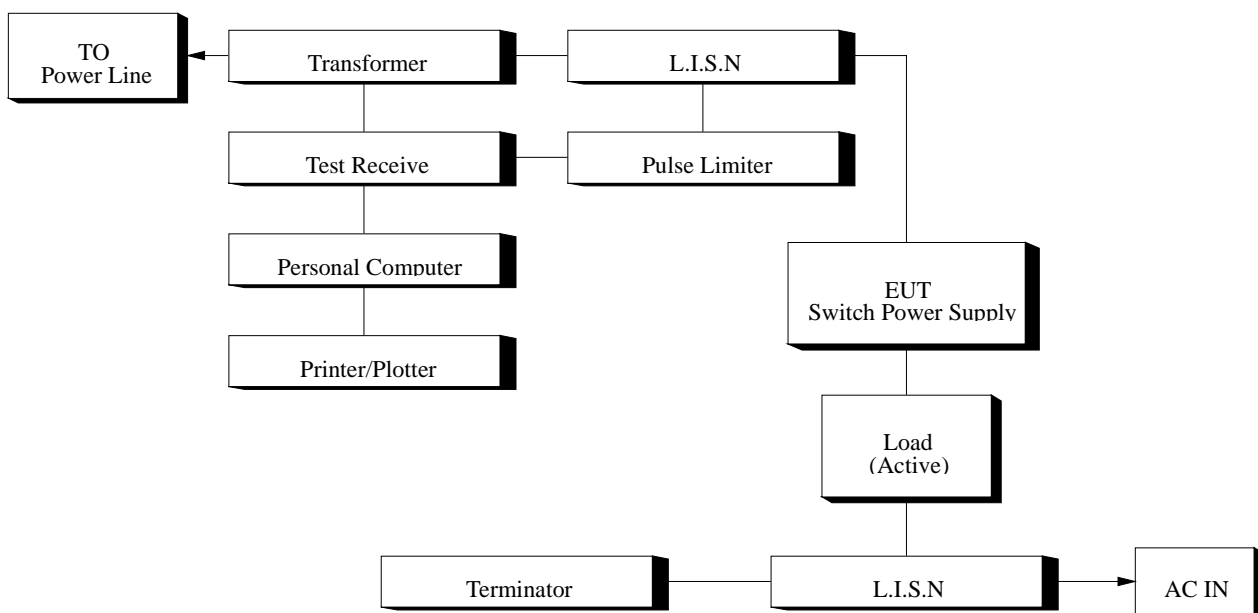 TO
Power Line
Transformer
L.I.S.N
Test Receive
Pulse Limiter
Personal Computer
EUT
Switch Power Supply
Printer/Plotter
Load
(Active)
Terminator
L.I.S.N
AC IN